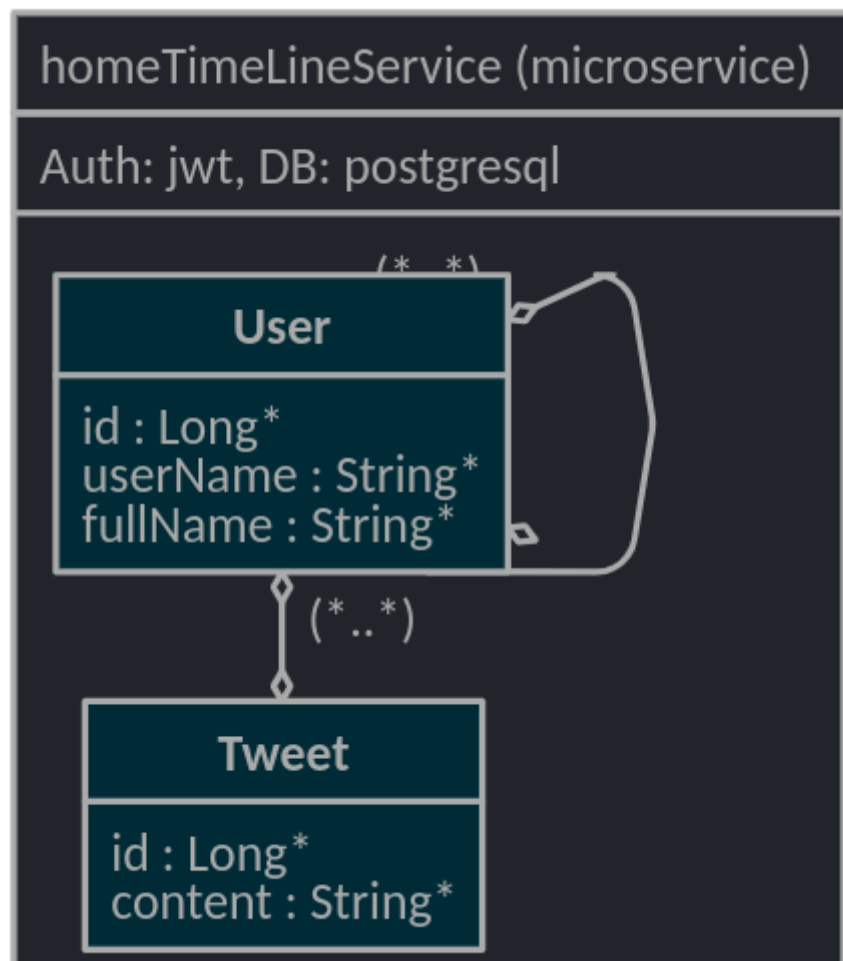 homeTimeLineService (microservice)
Auth: jwt, DB: postgresql
(*..*)
User
id : Long*
userName : String*
fullName : String*
(*..*)
Tweet
id : Long*
content : String*